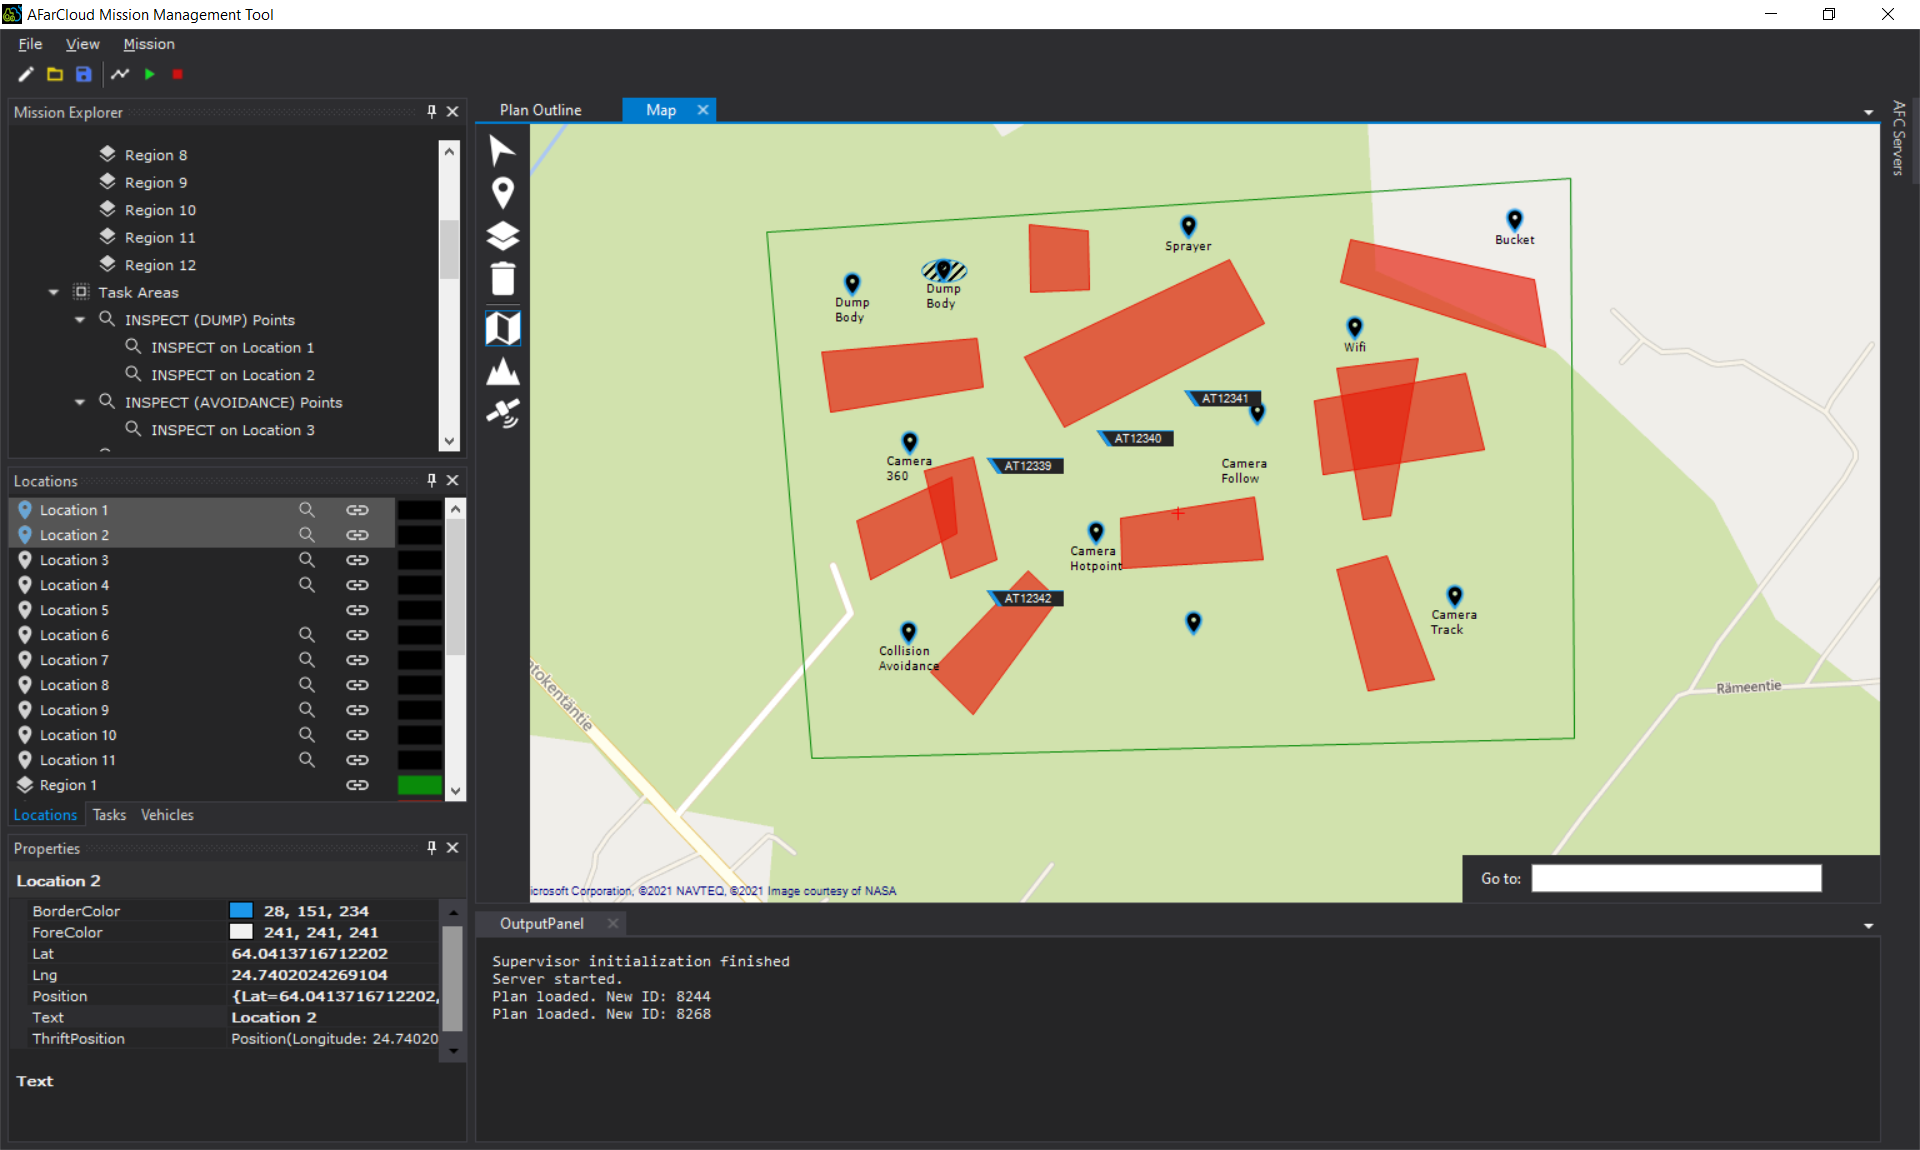 AFarCloud Mission Management Tool
File View Mission
Mission Explorer
Region 8
Region 9
Region 10
Region 11
Region 12
Task Areas
INSPECT (DUMP) Points
INSPECT on Location 1
INSPECT on Location 2
INSPECT (AVOIDANCE) Points
INSPECT on Location 3
Locations
Location 1
Location 2
Location 3
Location 4
Location 5
Location 6
Location 7
Location 8
Location 9
Location 10
Location 11
Region 1
Locations Tasks Vehicles
Properties
Location 2
BorderColor 28, 151, 234
ForeColor 241, 241, 241
Lat 64.0413716712202
Lng 24.7402024269104
Position {Lat=64.0413716712202,
Text Location 2
ThriftPosition Position(Longitude: 24.74020
Text
Plan Outline Map
AFC Servers
Sprayer
Bucket
Dump
Body
Dump
Body
Wifi
AT12341
AT12340
AT12339
Camera
360
Camera
Follow
Camera
Hotpoint
AT12342
Collision
Avoidance
Camera
Track
Rämeentie
otokentäntie
icrosoft Corporation, ©2021 NAVTEQ, ©2021 Image courtesy of NASA
Go to:
OutputPanel
Supervisor initialization finished
Server started.
Plan loaded. New ID: 8244
Plan loaded. New ID: 8268